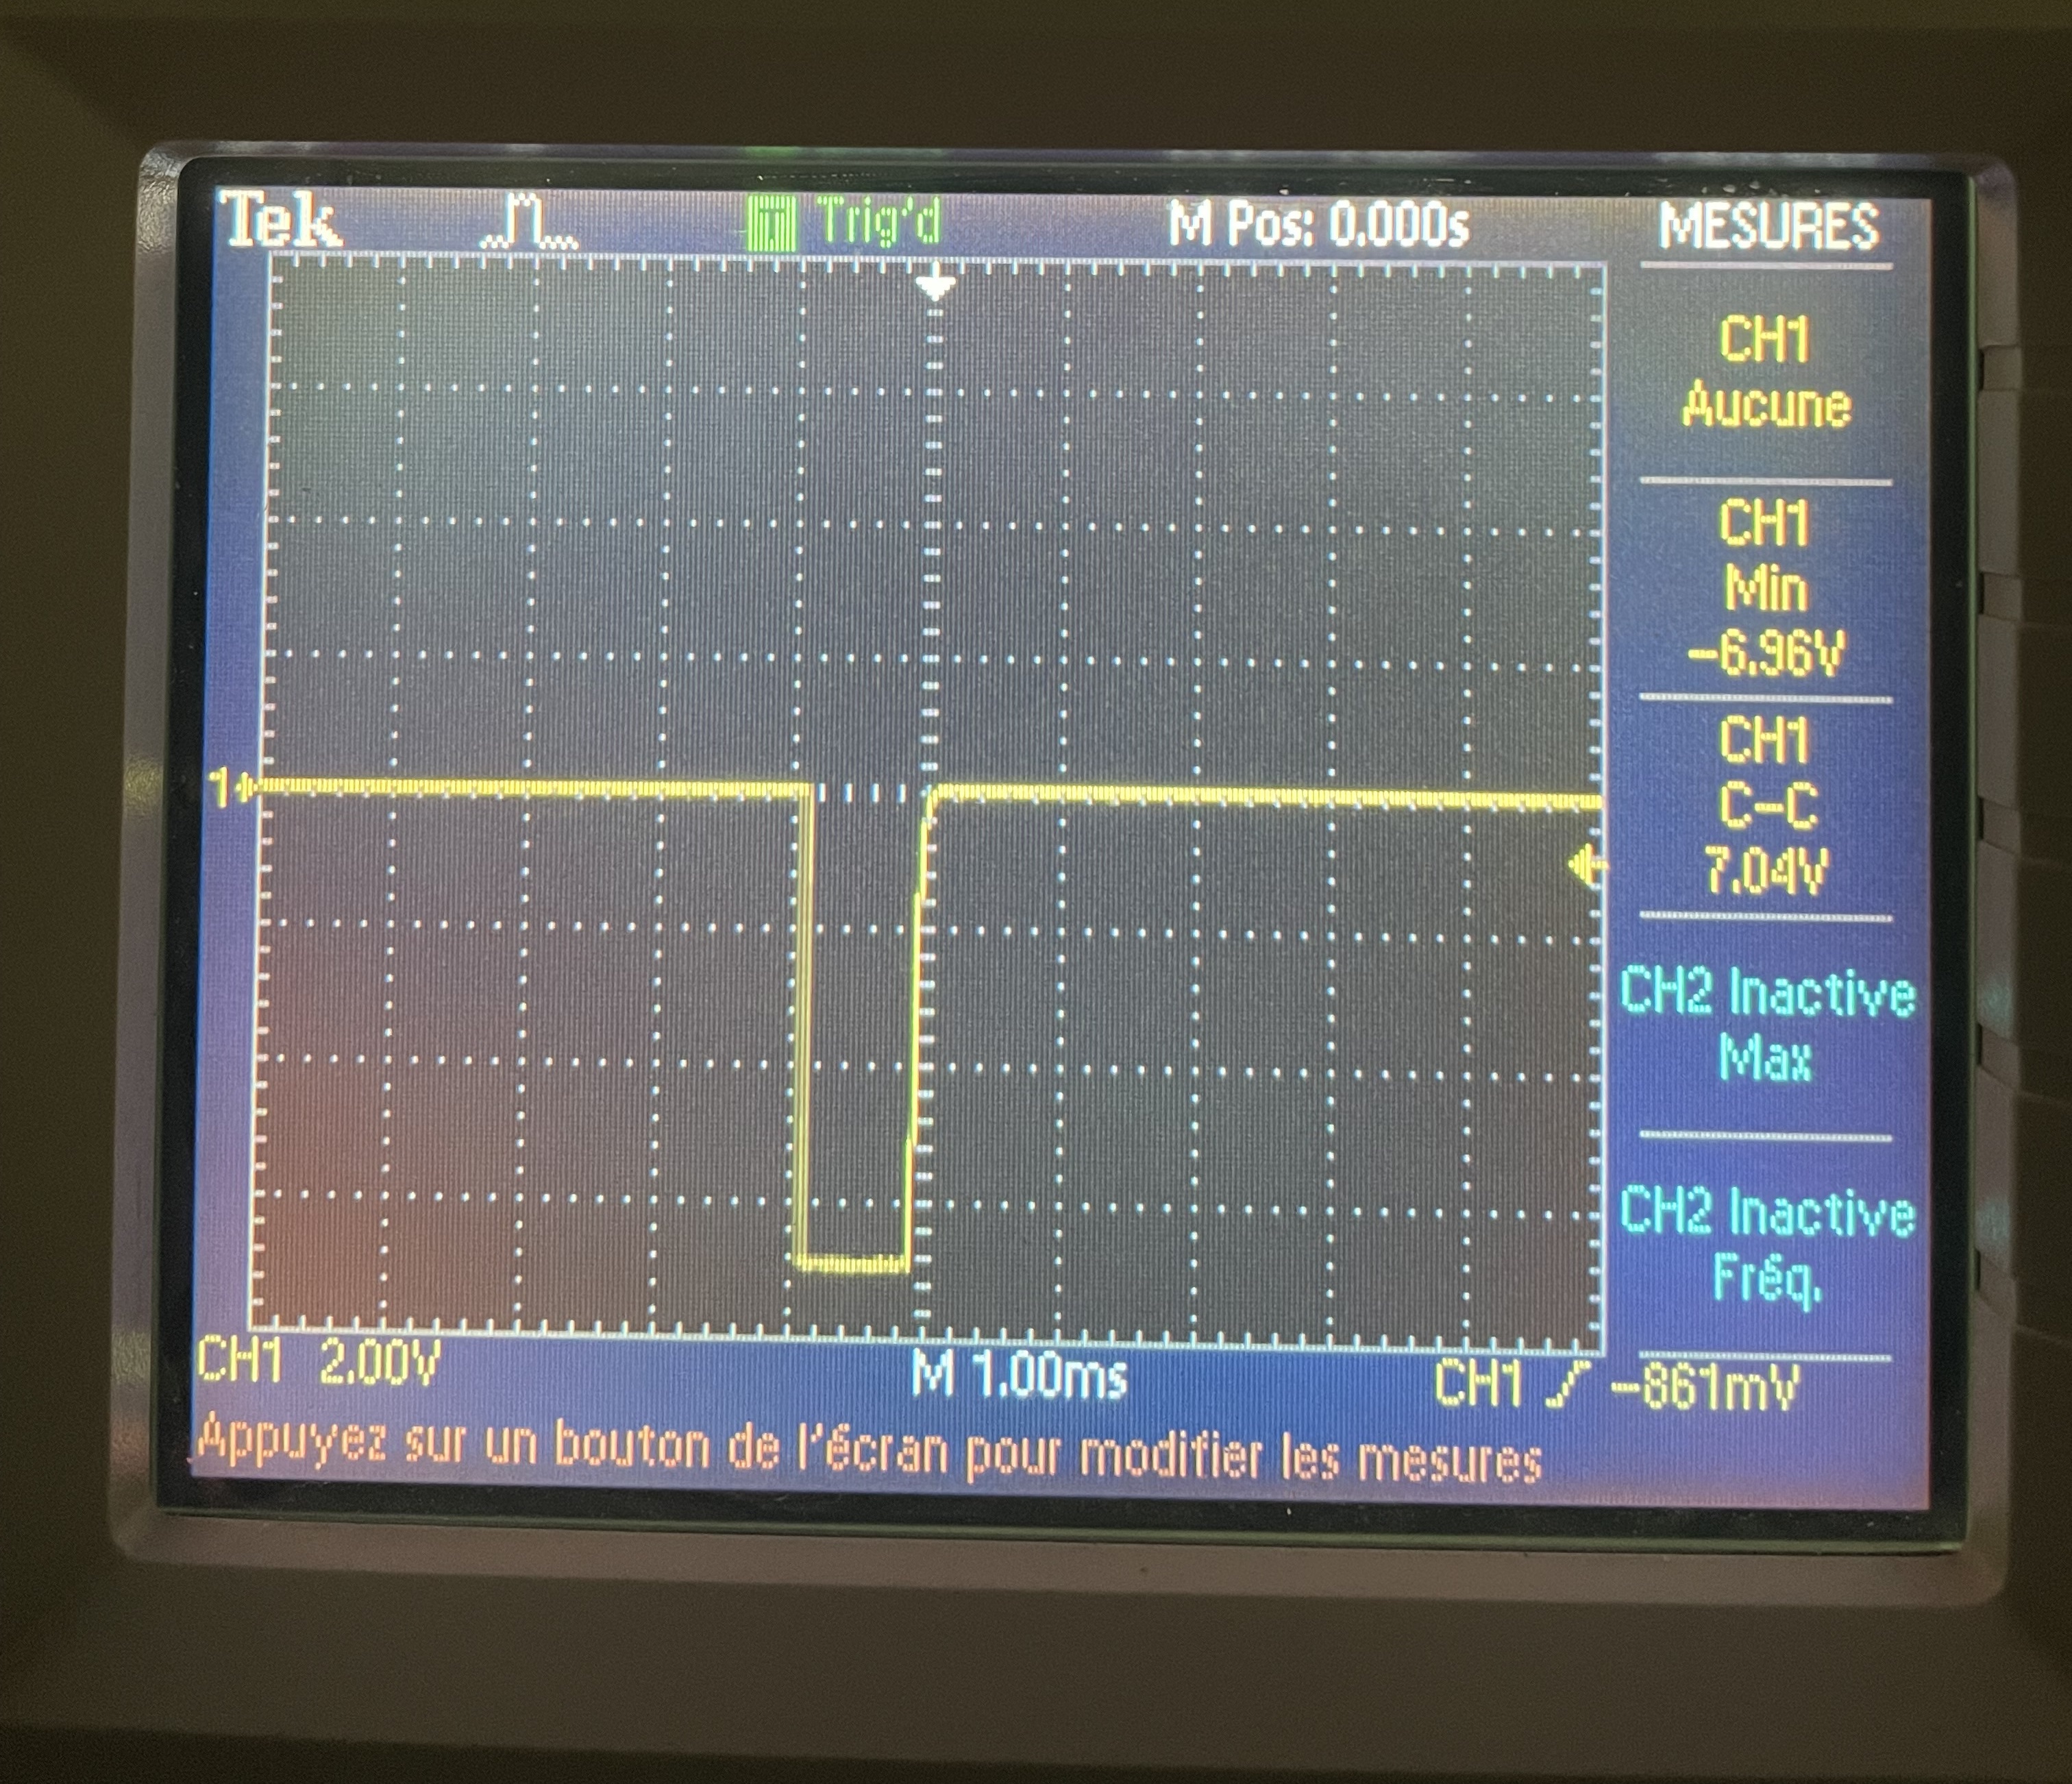 Tek Trig'd M Pos: 0.000s MESURES
CH1
Aucune
CH1
Min
-6.96V
CH1
C-C
7.04V
1
CH2 Inactive
Max
CH2 Inactive
Fréq.
CH1 2.00V M 1.00ms CH1 -861mV
Appuyez sur un bouton de l'écran pour modifier les mesures